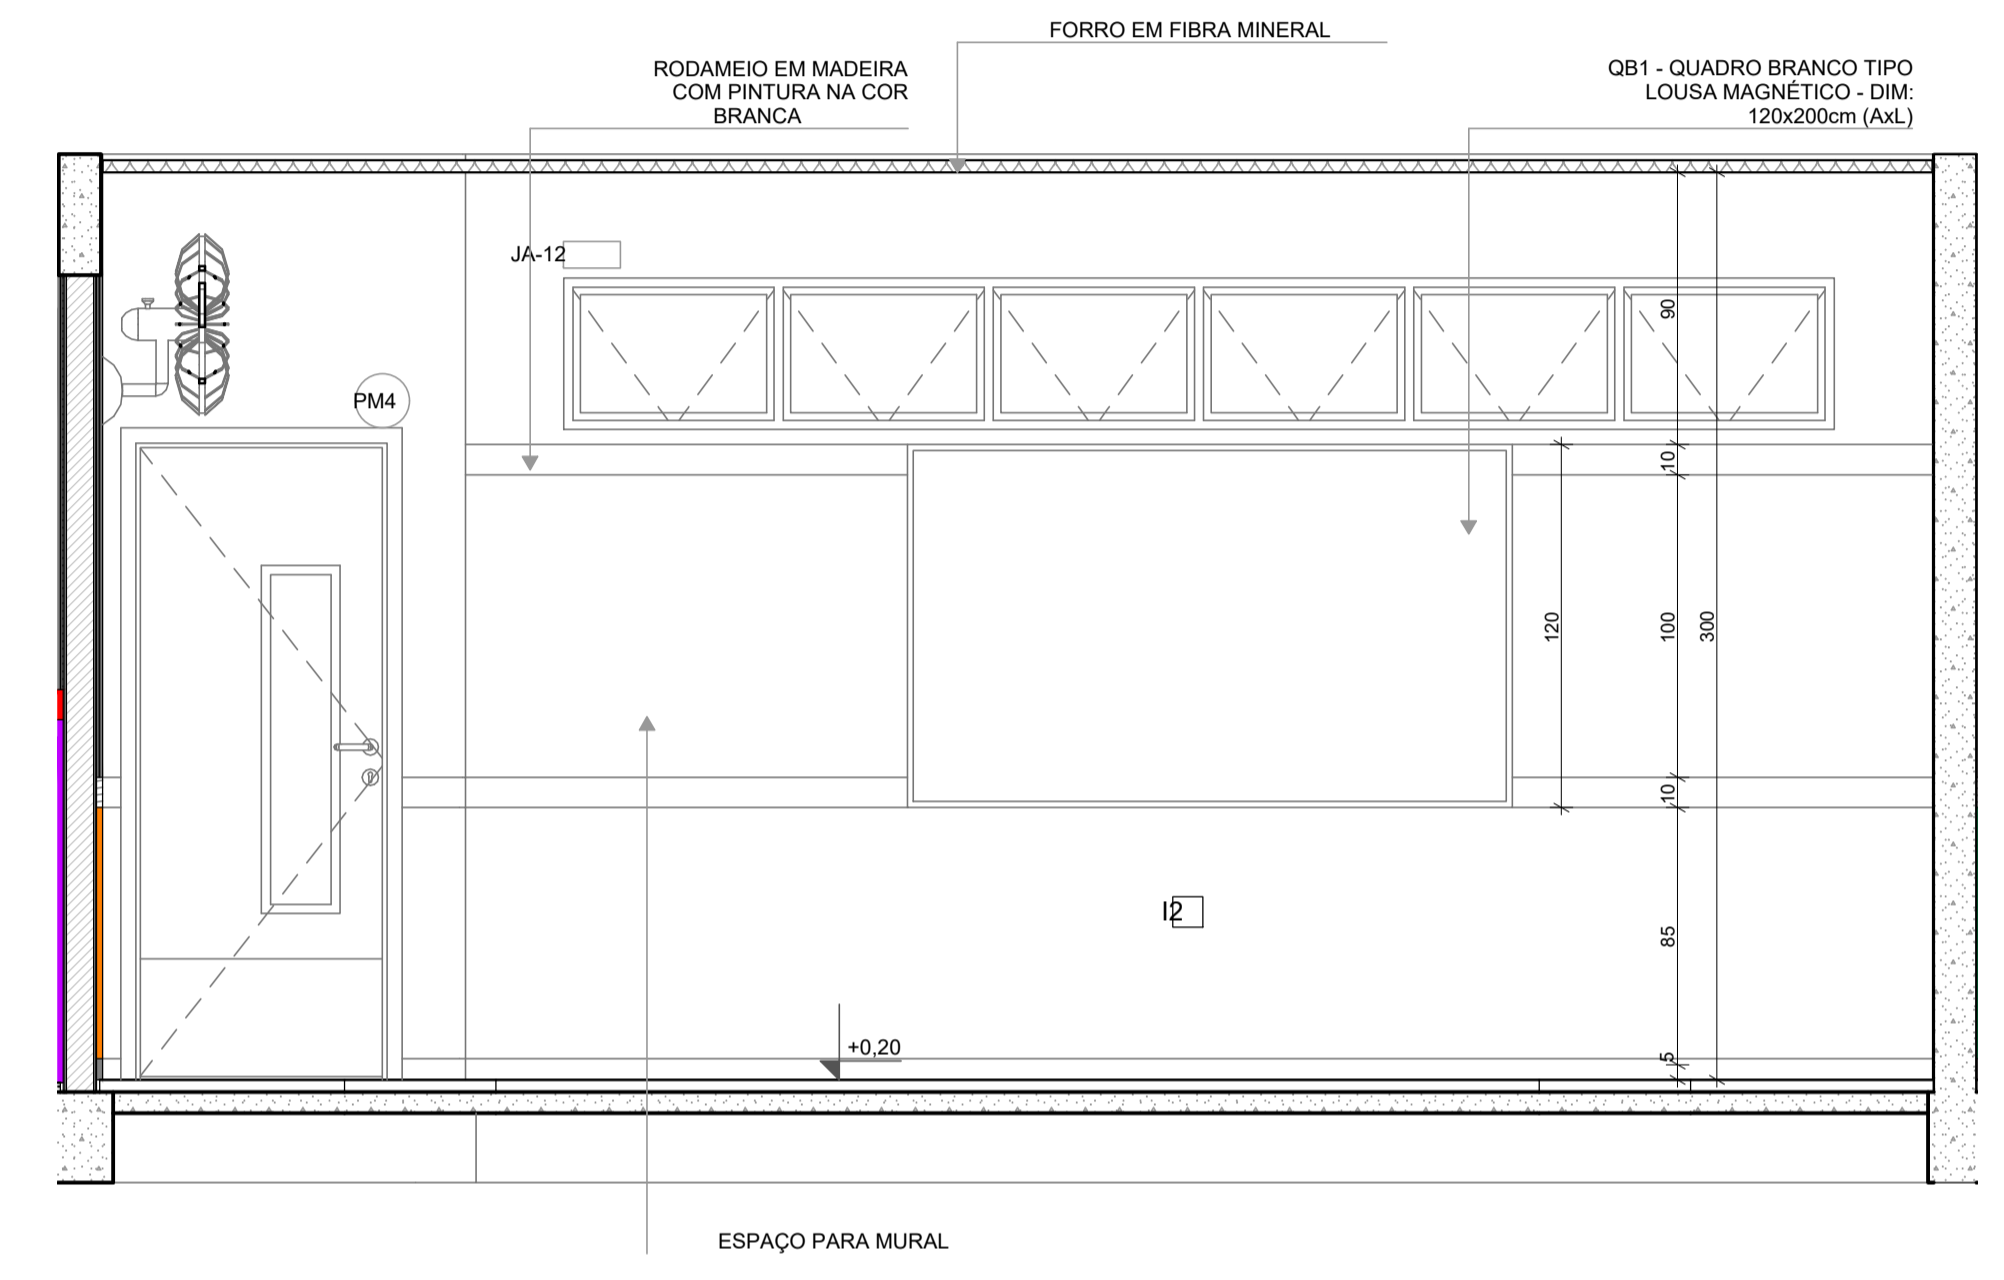 FORRO EM FIBRA MINERAL
RODAMEIO EM MADEIRA
COM PINTURA NA COR
BRANCA
QB1 - QUADRO BRANCO TIPO
LOUSA MAGNÉTICO - DIM:
120x200cm (AxL)
JA-12
PM4
90
10
120
100
300
10
I2
85
+0,20
5
ESPAÇO PARA MURAL